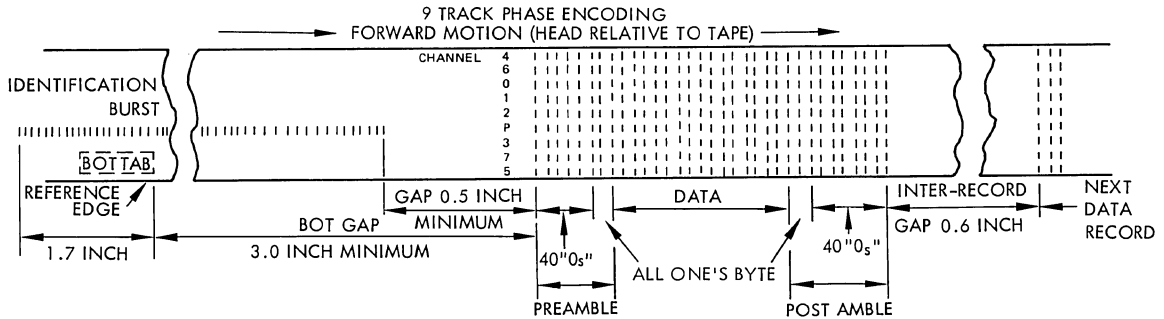 9 TRACK PHASE ENCODING
FORWARD MOTION (HEAD RELATIVE TO TAPE)
CHANNEL
4
6
0
1
2
P
3
7
5
IDENTIFICATION
BURST
BOT TAB
REFERENCE
EDGE
1.7 INCH
BOT GAP
3.0 INCH MINIMUM
GAP 0.5 INCH
MINIMUM
40"0s"
PREAMBLE
DATA
ALL ONE'S BYTE
40"0s"
POST AMBLE
INTER-RECORD
GAP 0.6 INCH
NEXT
DATA
RECORD